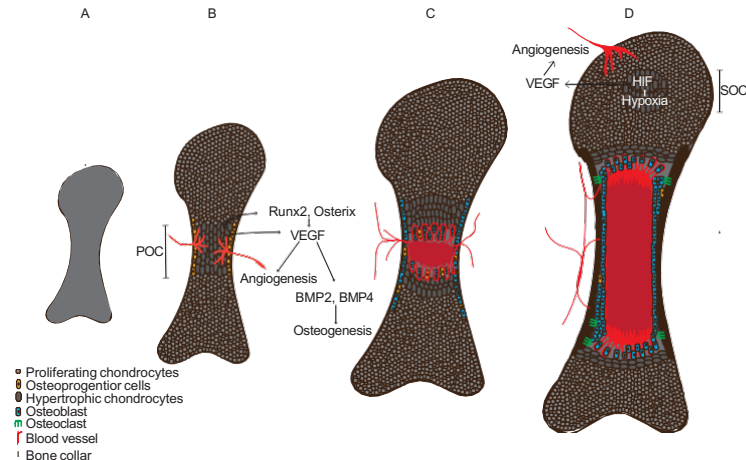 A
B
C
D
Angiogenesis
VEGF
HIF
Hypoxia
SOC
Runx2, Osterix
VEGF
POC
Angiogenesis
BMP2, BMP4
Osteogenesis
Proliferating chondrocytes
Osteoprogentior cells
Hypertrophic chondrocytes
Osteoblast
Osteoclast
Blood vessel
Bone collar